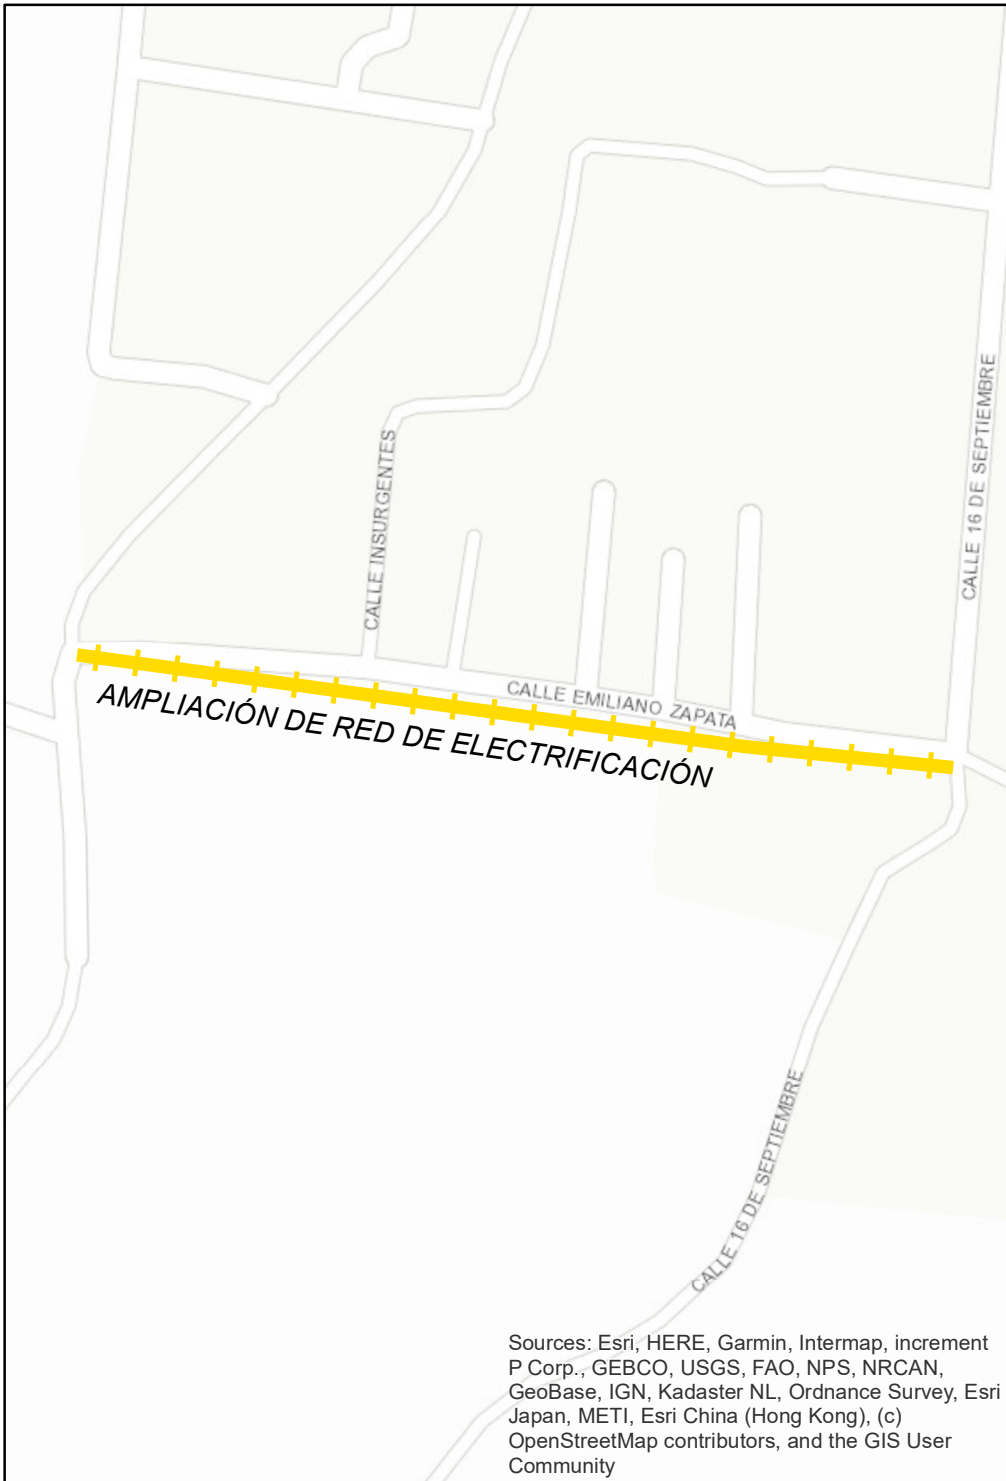 CALLE 16 DE SEPTIEMBRE
CALLE INSURGENTES
CALLE EMILIANO ZAPATA
AMPLIACIÓN DE RED DE ELECTRIFICACIÓN
CALLE 16 DE SEPTIEMBRE
Sources: Esri, HERE, Garmin, Intermap, increment
P Corp., GEBCO, USGS, FAO, NPS, NRCAN,
GeoBase, IGN, Kadaster NL, Ordnance Survey, Esri
Japan, METI, Esri China (Hong Kong), (c)
OpenStreetMap contributors, and the GIS User
Community